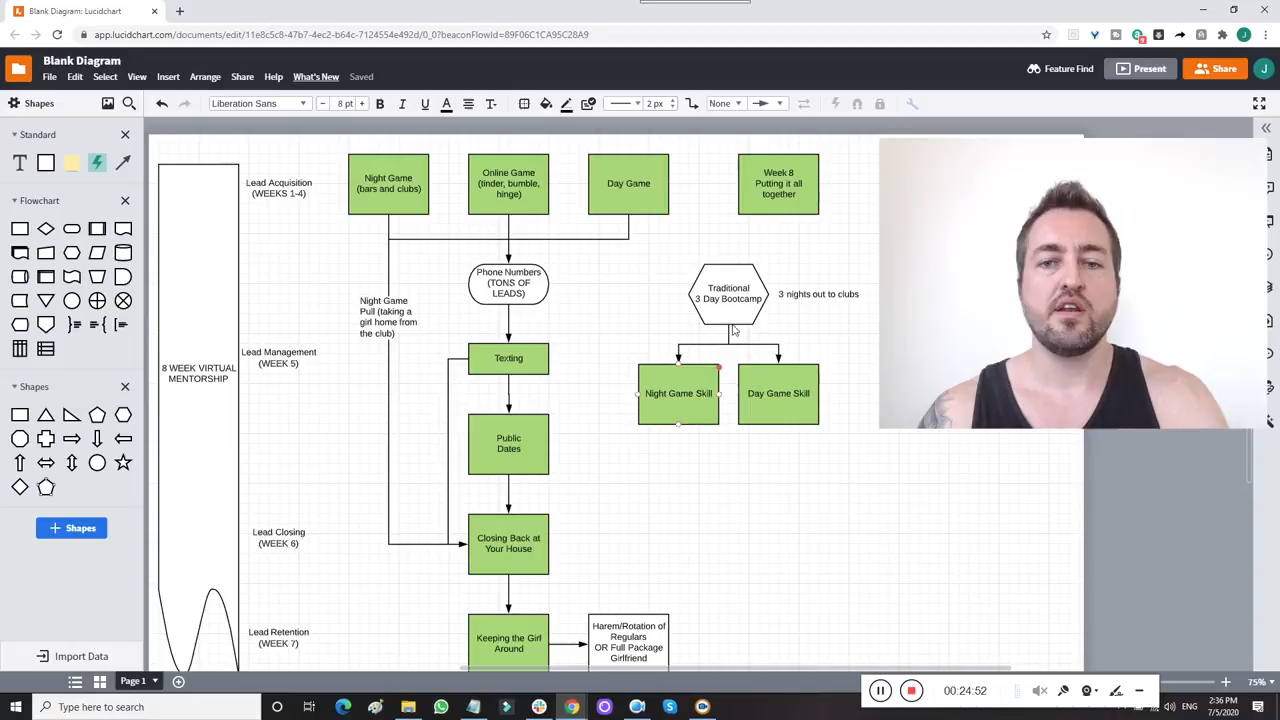 Blank Diagram: Lucidchart
app.lucidchart.com/documents/edit/11e8c5c8-47b7-4ec2-b64c-7124554e492d/0_0?beaconFlowId=89F06C1CA95C28A9
Blank Diagram
File Edit Select View Insert Arrange Share Help What's New Saved
Feature Find
Present
Share
J
Shapes
Liberation Sans
8 pt
2 px
None
Standard
Flowchart
Shapes
+ Shapes
Import Data
8 WEEK VIRTUAL
MENTORSHIP
Lead Acquisition
(WEEKS 1-4)
Night Game
(bars and clubs)
Online Game
(tinder, bumble,
hinge)
Day Game
Week 8
Putting it all
together
Phone Numbers
(TONS OF
LEADS)
Traditional
3 Day Bootcamp
3 nights out to clubs
Night Game
Pull (taking a
girl home from
the club)
Lead Management
(WEEK 5)
Texting
Night Game Skill
Day Game Skill
Public
Dates
Lead Closing
(WEEK 6)
Closing Back at
Your House
Lead Retention
(WEEK 7)
Keeping the Girl
Around
Harem/Rotation of
Regulars
OR Full Package
Girlfriend
Page 1
75%
00:24:52
Type here to search
ENG
2:36 PM
7/5/2020